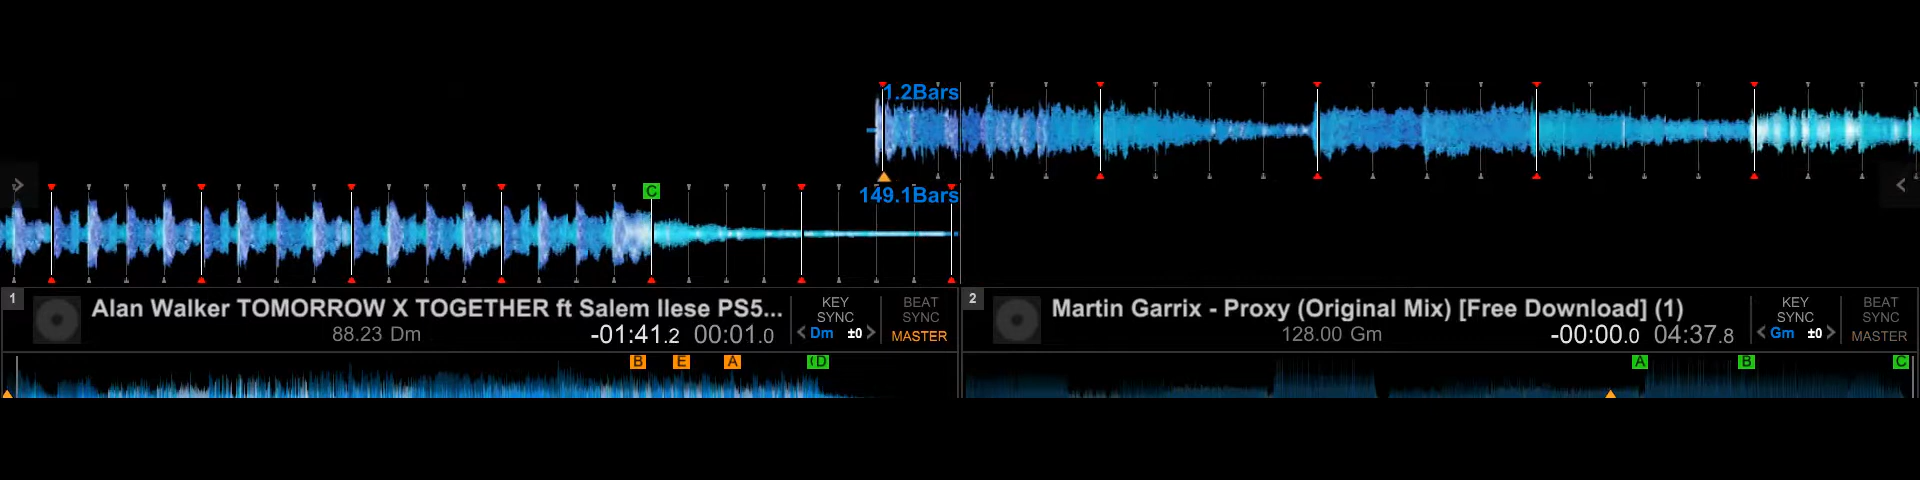 1.2Bars
C
149.1Bars
1
Alan Walker TOMORROW X TOGETHER ft Salem Ilese PS5...
88.23 Dm
-01:41.2 00:01.0
KEY SYNC
Dm ±0
BEAT SYNC
MASTER
B E A D
2
Martin Garrix - Proxy (Original Mix) [Free Download] (1)
128.00 Gm
-00:00.0 04:37.8
KEY SYNC
Gm ±0
BEAT SYNC
MASTER
A B C